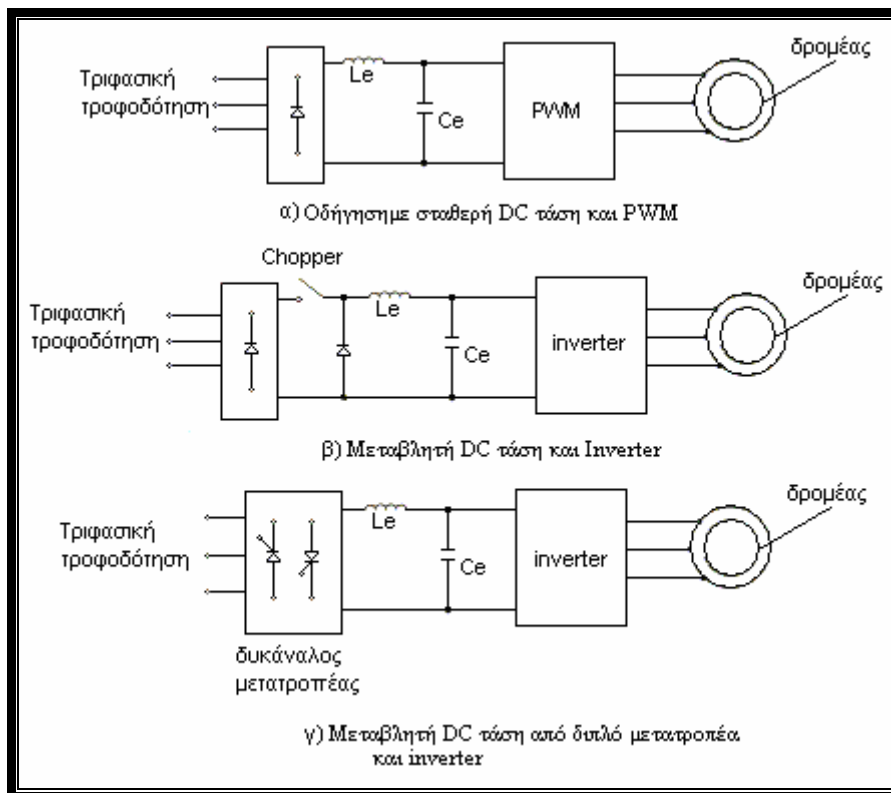 δρομέας
Τριφασική
τροφοδότηση
Le
Ce
PWM
α) Οδήγησημε σταθερή DC τάση και PWM
Chopper
δρομέας
Τριφασική
τροφοδότηση
Le
Ce
inverter
β) Μεταβλητή DC τάση και Inverter
δρομέας
Τριφασική
τροφοδότηση
Le
Ce
inverter
δυκάναλος
μετατροπέας
γ) Μεταβλητή DC τάση από διπλό μετατροπέα
και inverter